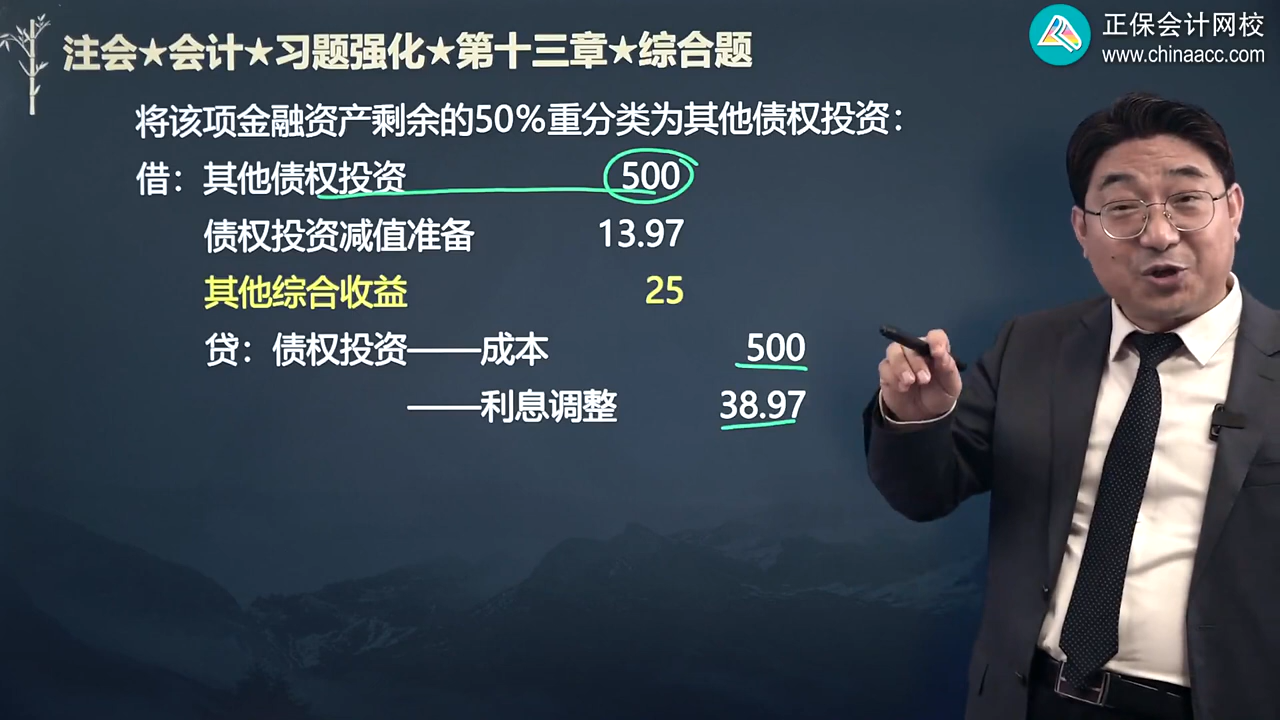 注会★会计★习题强化★第十三章★综合题
正保会计网校
www.chinaacc.com
将该项金融资产剩余的50%重分类为其他债权投资：
借：其他债权投资 500
债权投资减值准备 13.97
其他综合收益 25
贷：债权投资——成本 500
——利息调整 38.97